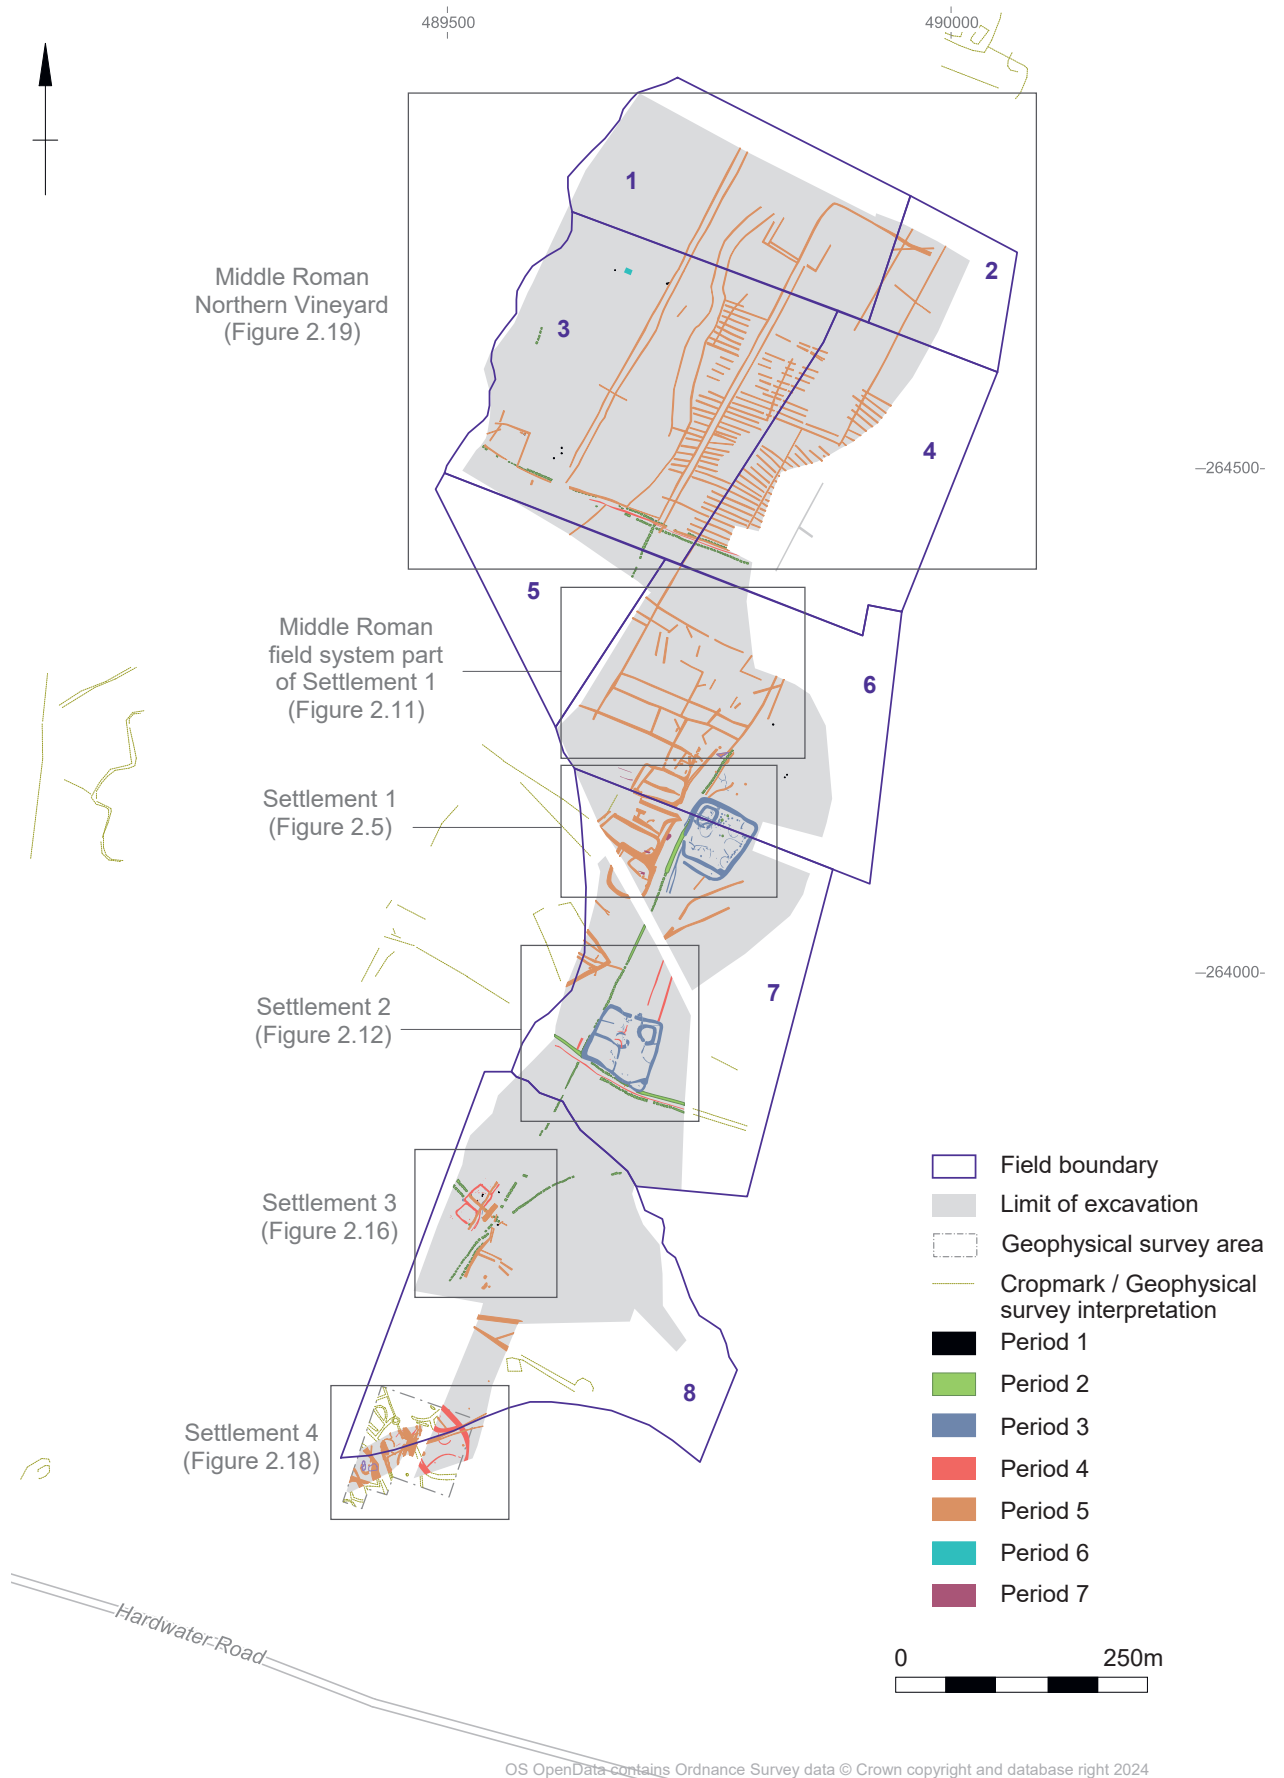 489500
490000
1
2
Middle Roman
Northern Vineyard
(Figure 2.19)
3
4
264500
5
Middle Roman
field system part
of Settlement 1
(Figure 2.11)
6
Settlement 1
(Figure 2.5)
264000
7
Settlement 2
(Figure 2.12)
Settlement 3
(Figure 2.16)
8
Settlement 4
(Figure 2.18)
Field boundary
Limit of excavation
Geophysical survey area
Cropmark / Geophysical
survey interpretation
Period 1
Period 2
Period 3
Period 4
Period 5
Period 6
Period 7
0 250m
Hardwater Road
OS OpenData contains Ordnance Survey data © Crown copyright and database right 2024